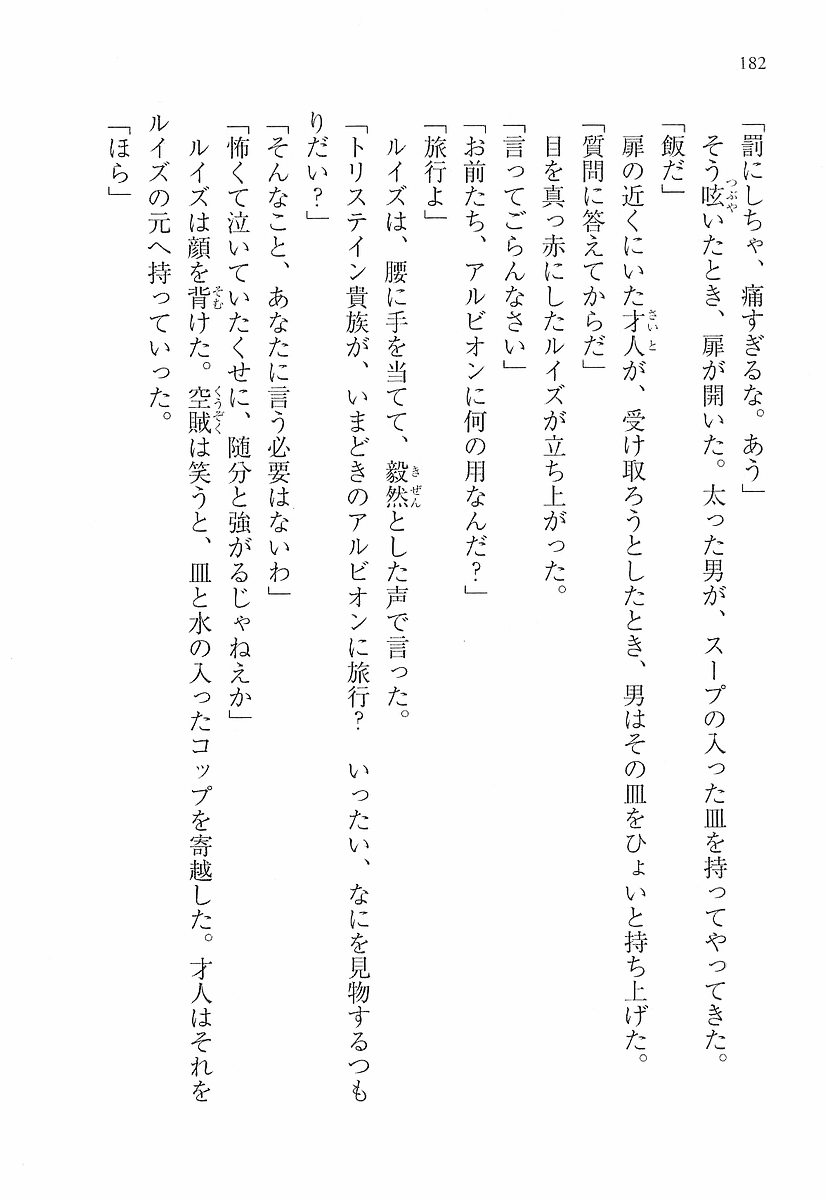 182
「罰にしちゃ、痛すぎるな。あう」
そう呟いたとき、扉が開いた。太った男が、スープの入った皿を持ってやってきた。
「飯だ」
扉の近くにいた才人が、受け取ろうとしたとき、男はその皿をひょいと持ち上げた。
「質問に答えてからだ」
目を真っ赤にしたルイズが立ち上がった。
「言ってごらんなさい」
「お前たち、アルビオンに何の用なんだ?」
「旅行よ」
ルイズは、腰に手を当てて、毅然とした声で言った。
「トリステイン貴族が、いまどきのアルビオンに旅行? いったい、なにを見物するつも
りだい?」
「そんなこと、あなたに言う必要はないわ」
「怖くて泣いていたくせに、随分と強がるじゃねえか」
ルイズは顔を背けた。空賊は笑うと、皿と水の入ったコップを寄越した。才人はそれを
ルイズの元へ持っていった。
「ほら」